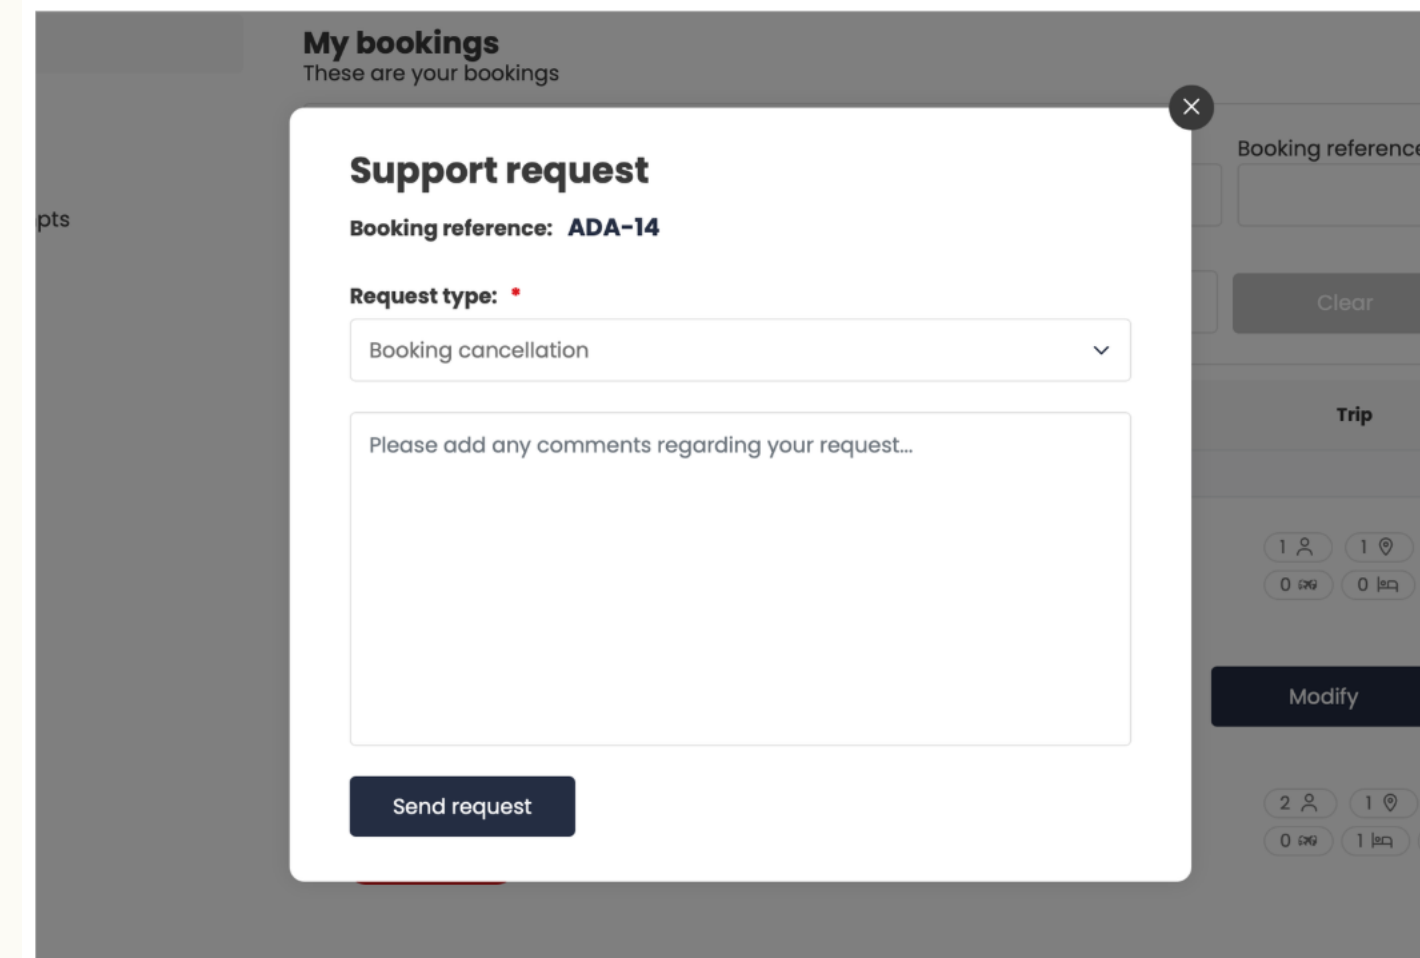 My bookings
These are your bookings
Support request
Booking reference: ADA-14
Request type: *
Booking cancellation
Please add any comments regarding your request...
Send request
pts
Booking reference
Clear
Trip
1
1
0
0
Modify
2
1
0
1